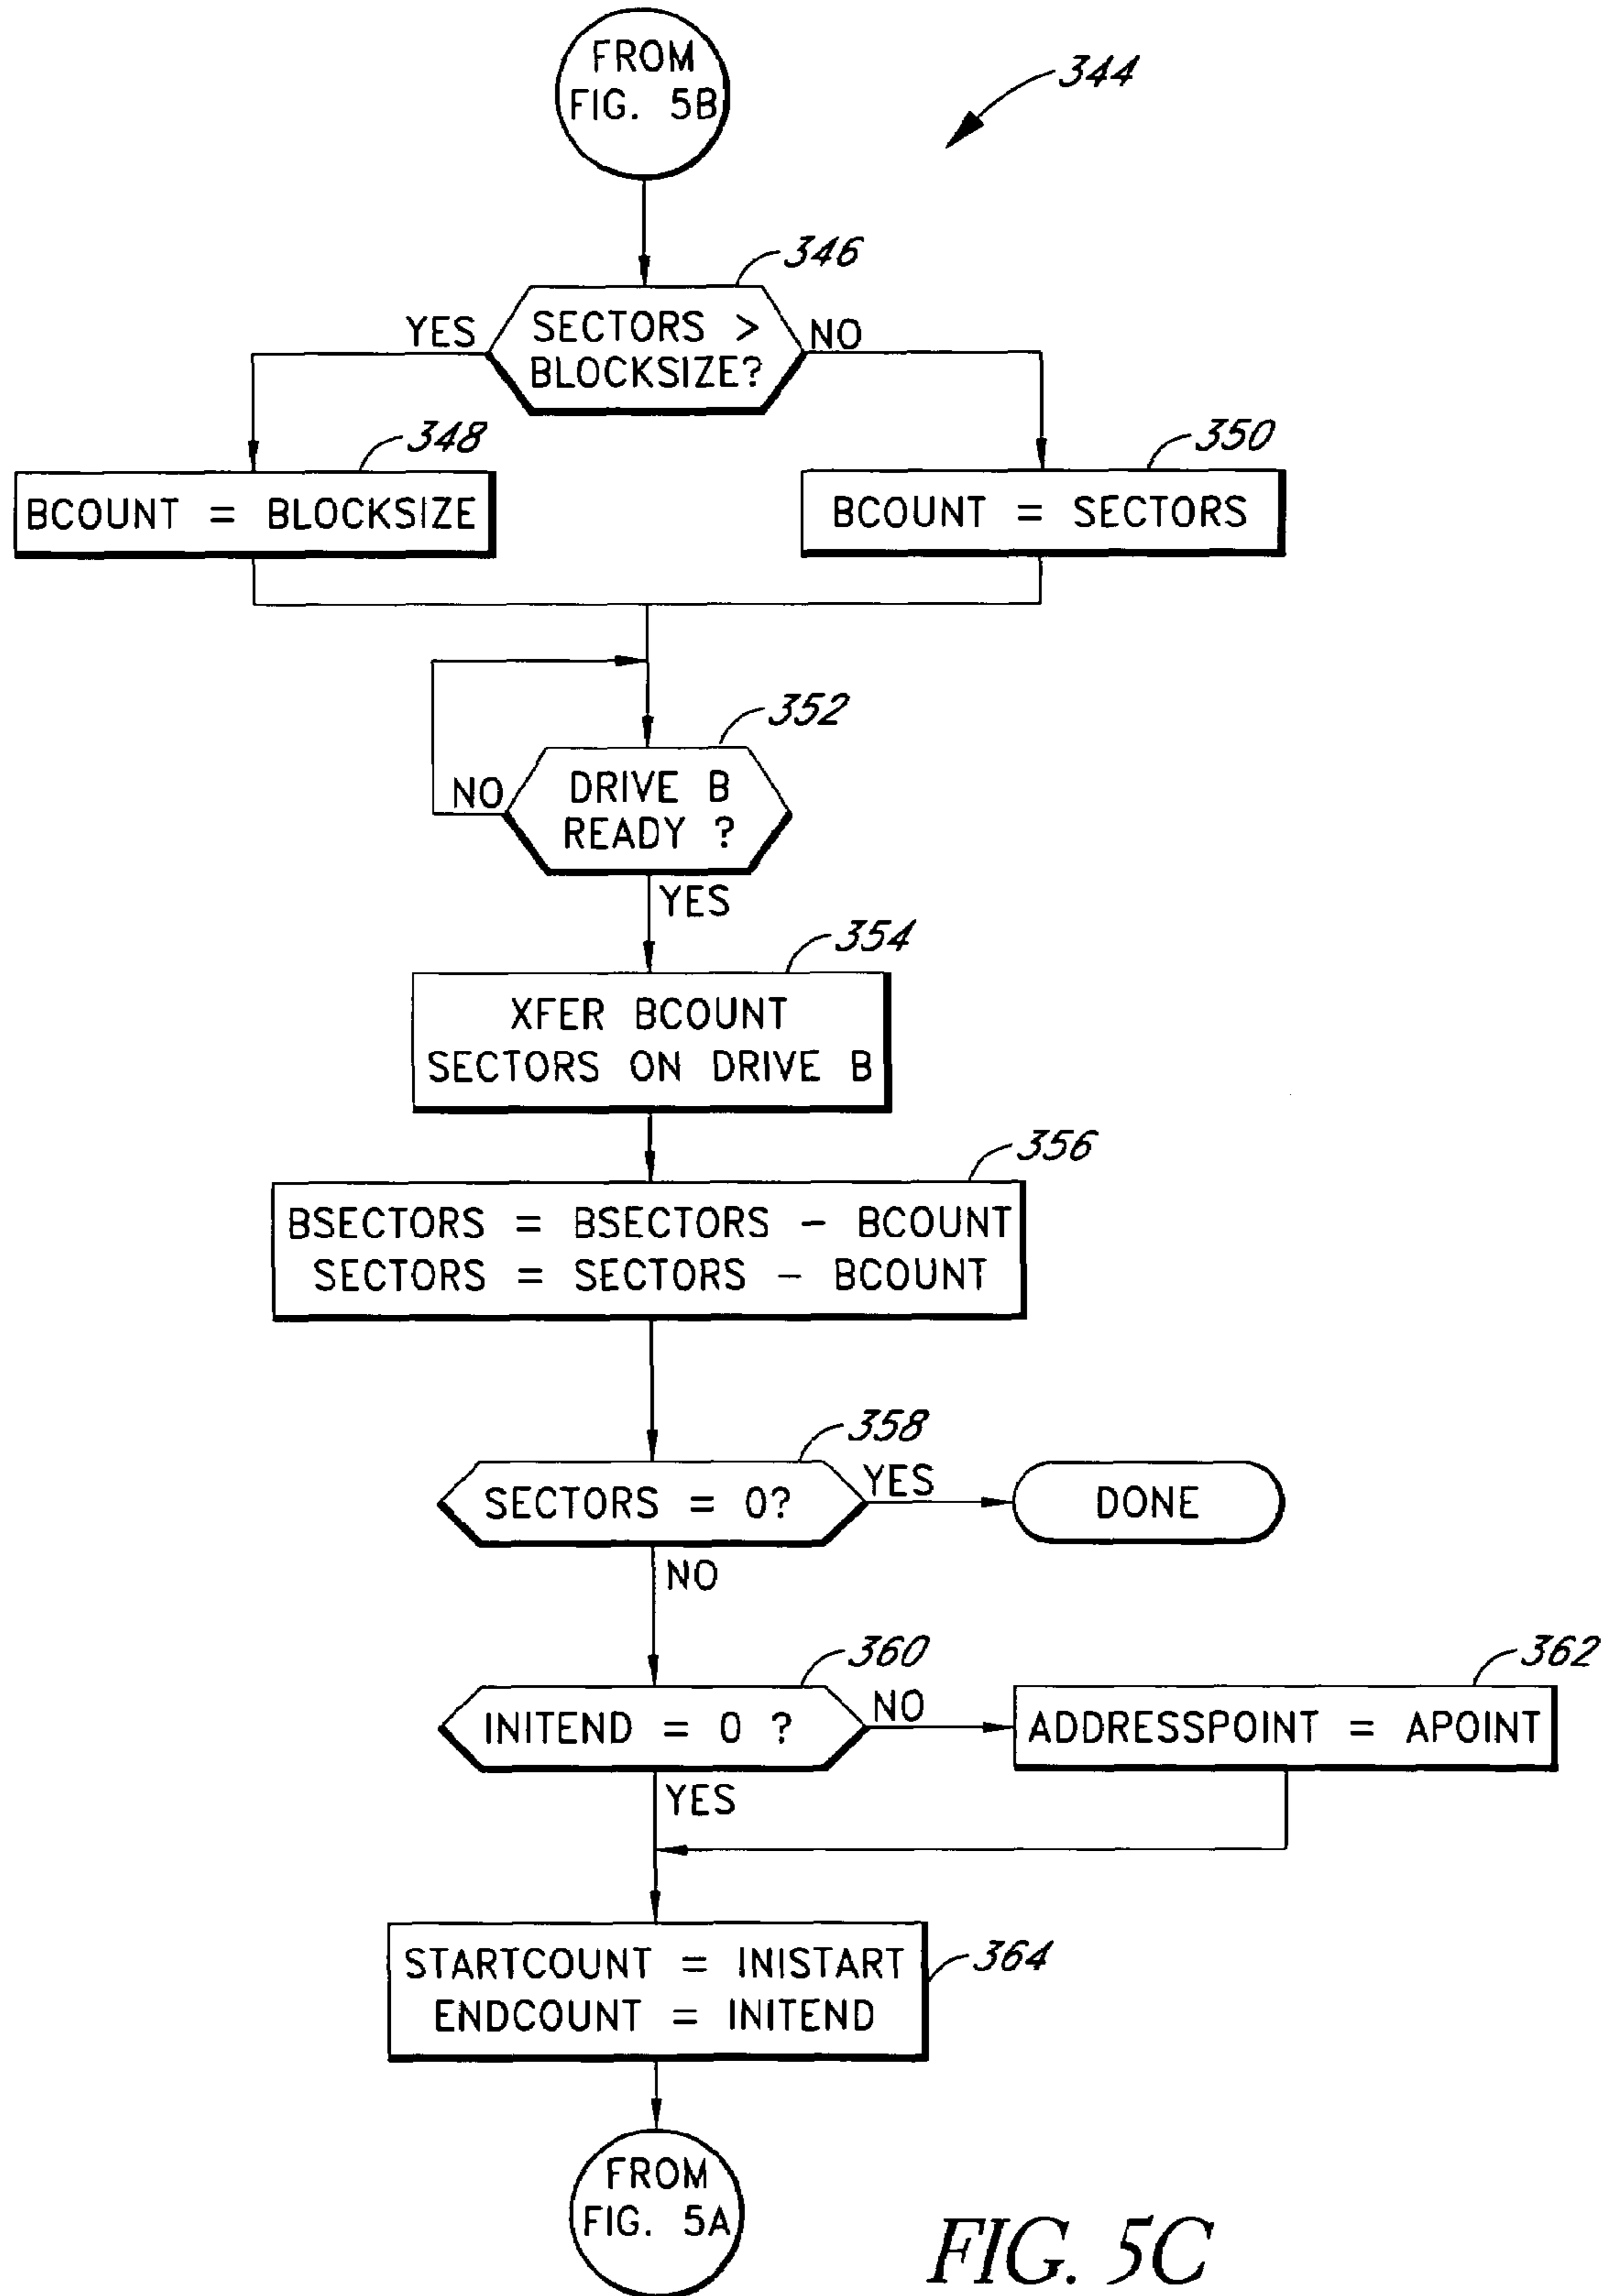 FROM
FIG. 5B
344
346
SECTORS >
BLOCKSIZE?
YES
NO
348
BCOUNT = BLOCKSIZE
350
BCOUNT = SECTORS
352
DRIVE B
READY ?
NO
YES
354
XFER BCOUNT
SECTORS ON DRIVE B
356
BSECTORS = BSECTORS - BCOUNT
SECTORS = SECTORS - BCOUNT
358
SECTORS = 0?
YES
DONE
NO
360
INITEND = 0 ?
NO
362
ADDRESSPOINT = APOINT
YES
STARTCOUNT = INISTART
ENDCOUNT = INITEND
364
FROM
FIG. 5A
FIG. 5C